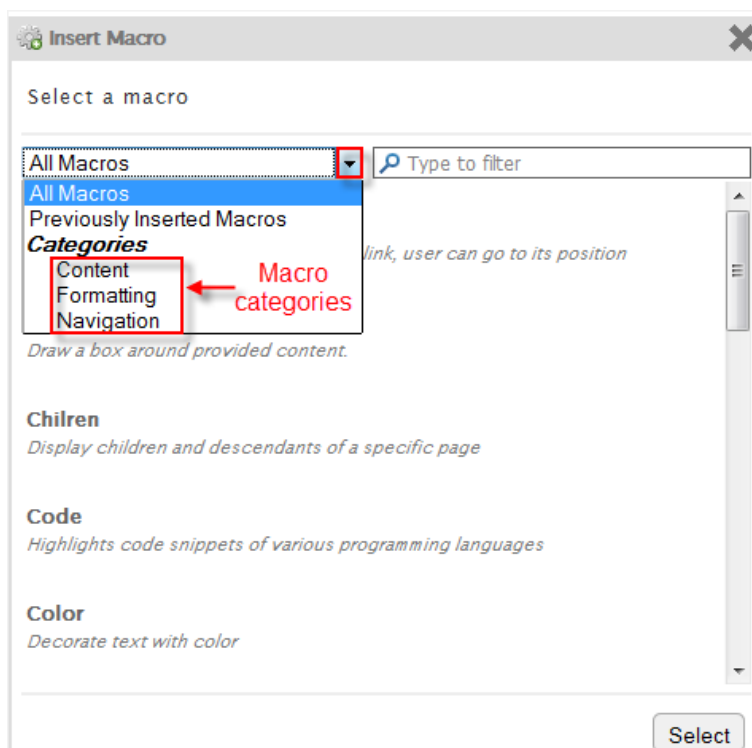 Insert Macro
Select a macro
All Macros
Type to filter
All Macros
Previously Inserted Macros
Categories
link, user can go to its position
Content
Formatting
Navigation
Macro
categories
Draw a box around provided content.
Chilren
Display children and descendants of a specific page
Code
Highlights code snippets of various programming languages
Color
Decorate text with color
Select